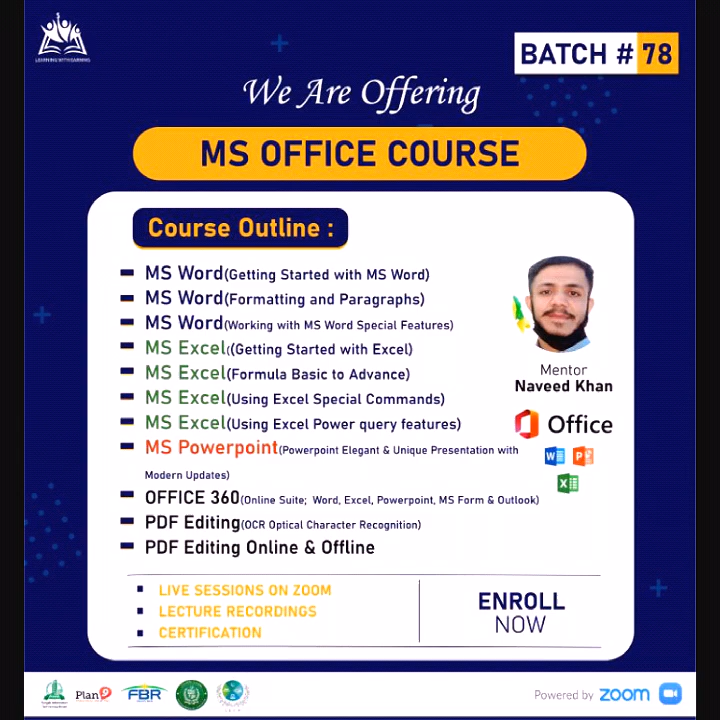 LEARNING WITH EARNING
BATCH # 78
We Are Offering
MS OFFICE COURSE
Course Outline :
MS Word(Getting Started with MS Word)
MS Word(Formatting and Paragraphs)
MS Word(Working with MS Word Special Features)
MS Excel((Getting Started with Excel)
MS Excel(Formula Basic to Advance)
MS Excel(Using Excel Special Commands)
MS Excel(Using Excel Power query features)
MS Powerpoint(Powerpoint Elegant & Unique Presentation with
Modern Updates)
OFFICE 360(Online Suite; Word, Excel, Powerpoint, MS Form & Outlook)
PDF Editing(OCR Optical Character Recognition)
PDF Editing Online & Offline
Mentor
Naveed Khan
Office
W P
X
LIVE SESSIONS ON ZOOM
LECTURE RECORDINGS
CERTIFICATION
ENROLL
NOW
Plan9
FBR
Powered by zoom